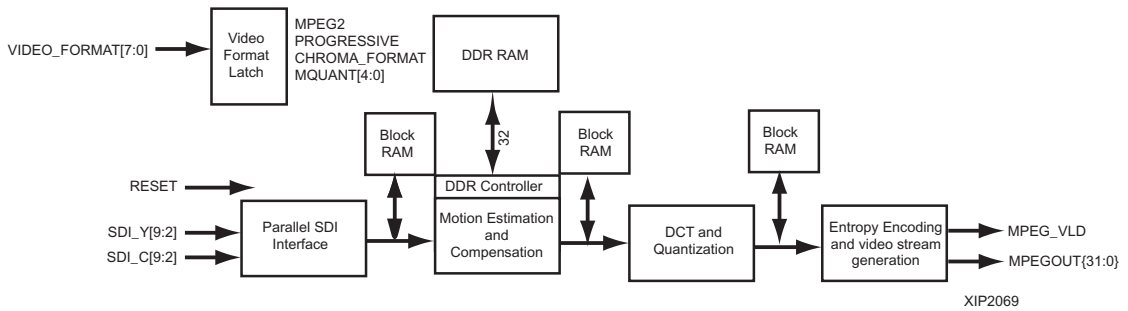 VIDEO_FORMAT[7:0]
Video
Format
Latch
MPEG2
PROGRESSIVE
CHROMA_FORMAT
MQUANT[4:0]
DDR RAM
32
Block
RAM
Block
RAM
Block
RAM
RESET
SDI_Y[9:2]
SDI_C[9:2]
Parallel SDI
Interface
DDR Controller
Motion Estimation
and
Compensation
DCT and
Quantization
Entropy Encoding
and video stream
generation
MPEG_VLD
MPEGOUT{31:0}
XIP2069